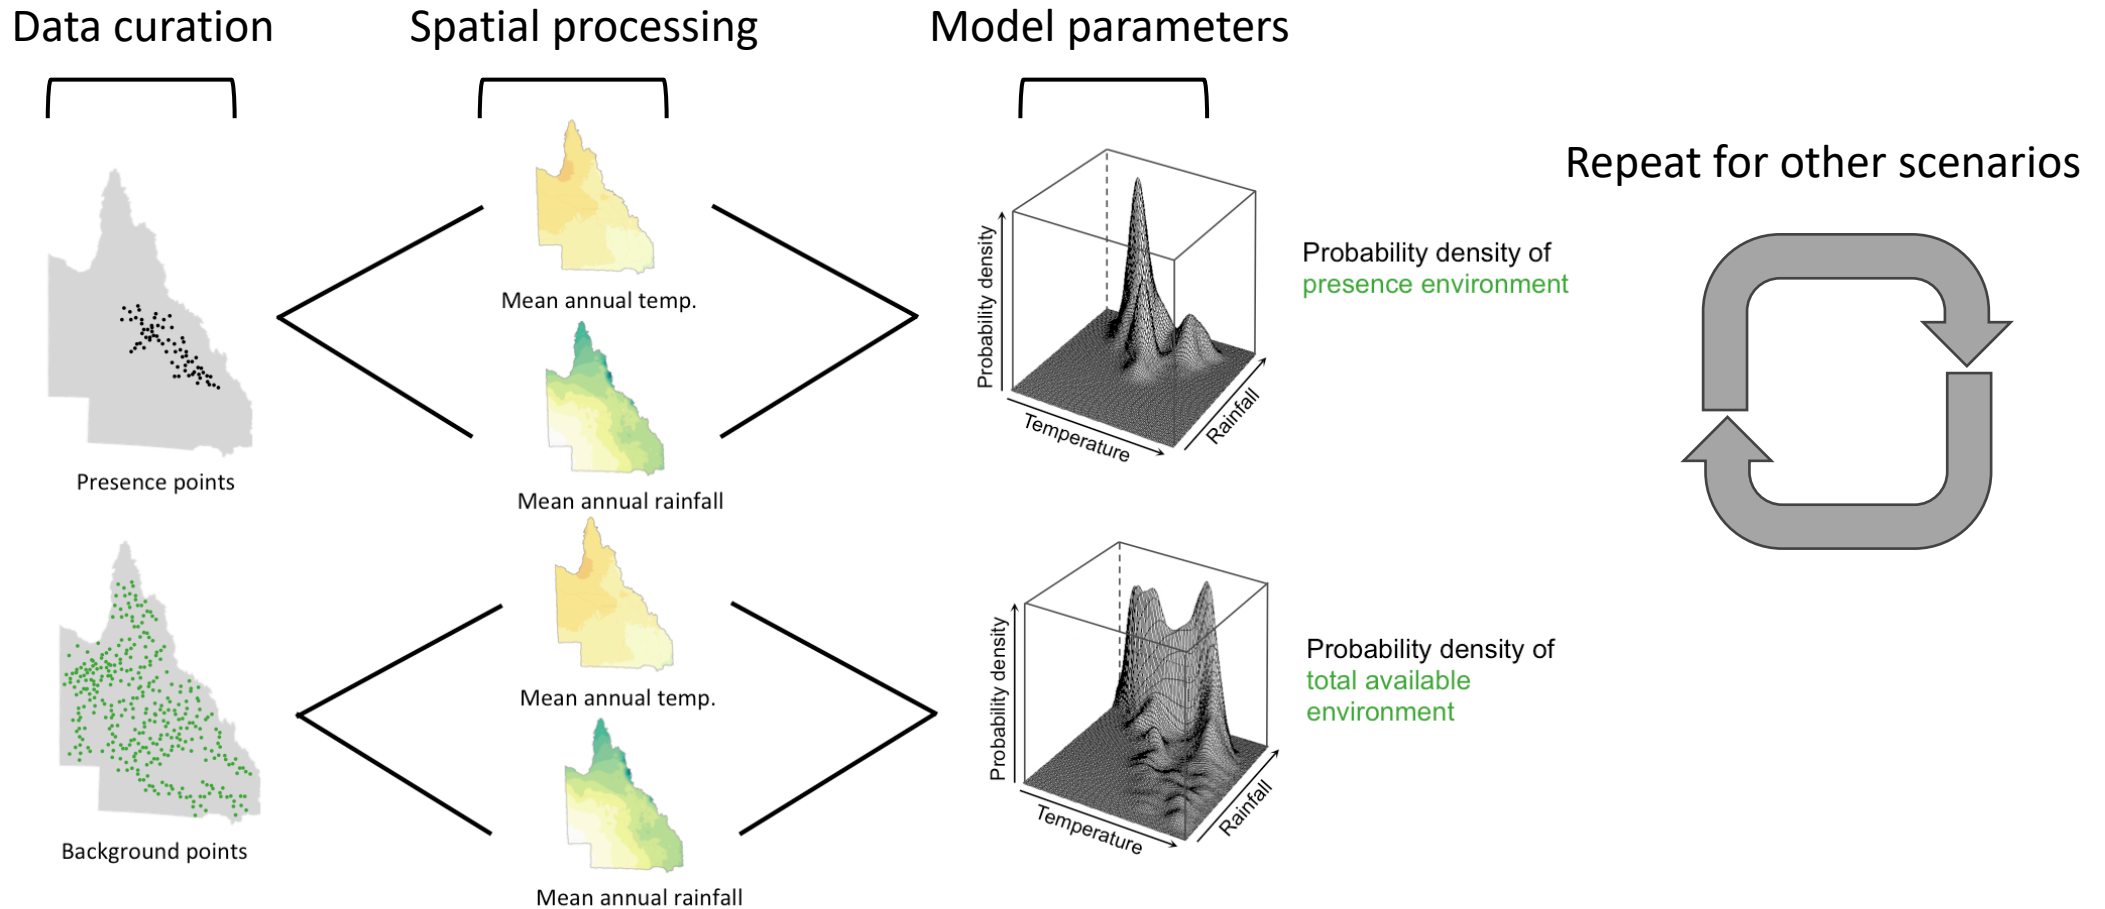 Data curation
Spatial processing
Model parameters
Repeat for other scenarios
Presence points
Mean annual temp.
Mean annual rainfall
Probability density
Temperature
Rainfall
Probability density of
presence environment
Background points
Mean annual temp.
Mean annual rainfall
Probability density
Temperature
Rainfall
Probability density of
total available
environment